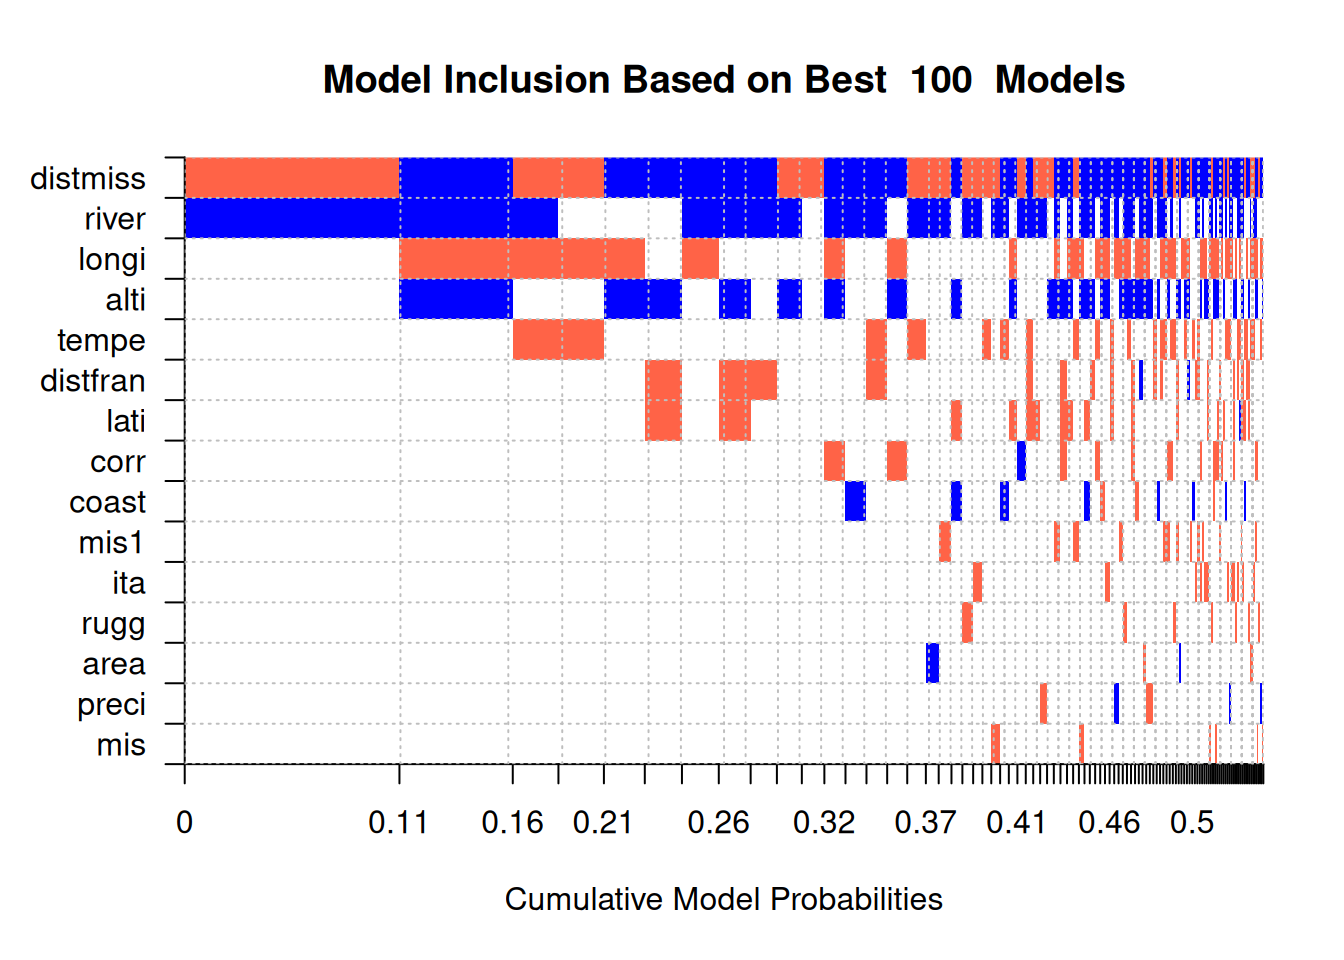 Model Inclusion Based on Best  100  Models
distmiss
river
longi
alti
tempe
distfran
lati
corr
coast
mis1
ita
rugg
area
preci
mis
0 0.11 0.16 0.21 0.26 0.32 0.37 0.41 0.46 0.5
Cumulative Model Probabilities